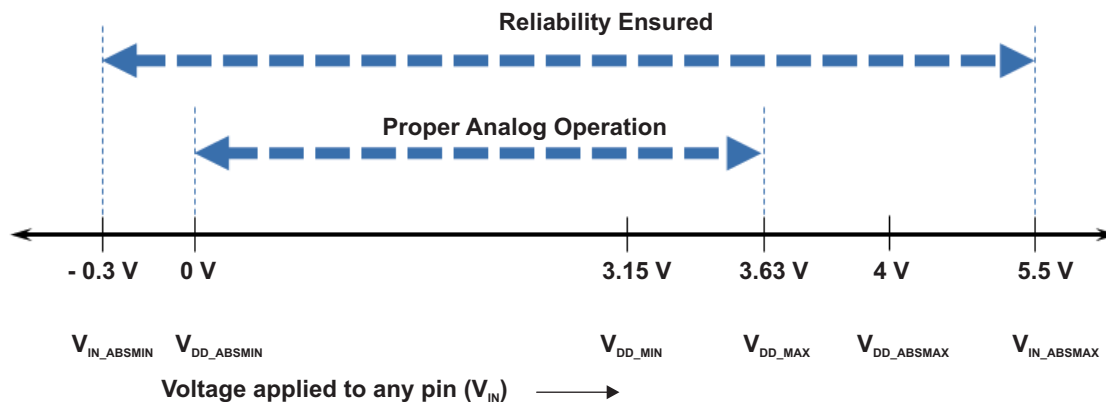 Reliability Ensured
Proper Analog Operation
- 0.3 V 0 V 3.15 V 3.63 V 4 V 5.5 V
V_IN_ABSMIN V_DD_ABSMIN V_DD_MIN V_DD_MAX V_DD_ABSMAX V_IN_ABSMAX
Voltage applied to any pin (V_IN)